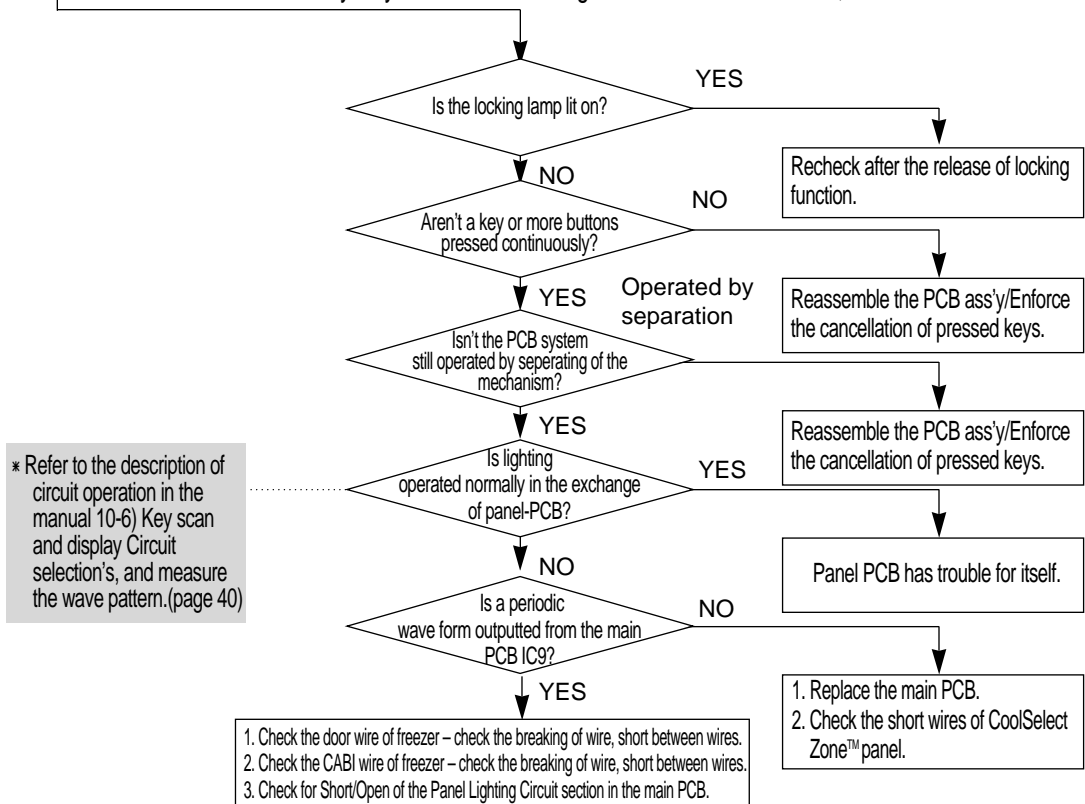 Is the locking lamp lit on?
YES
Recheck after the release of locking
function.
NO
Aren't a key or more buttons
pressed continuously?
NO
Reassemble the PCB ass'y/Enforce
the cancellation of pressed keys.
YES
Operated by
separation
Isn't the PCB system
still operated by seperating of the
mechanism?
Reassemble the PCB ass'y/Enforce
the cancellation of pressed keys.
YES
* Refer to the description of
circuit operation in the
manual 10-6) Key scan
and display Circuit
selection's, and measure
the wave pattern.(page 40)
Is lighting
operated normally in the exchange
of panel-PCB?
YES
Panel PCB has trouble for itself.
NO
Is a periodic
wave form outputted from the main
PCB IC9?
NO
1. Replace the main PCB.
2. Check the short wires of CoolSelect
Zone™ panel.
YES
1. Check the door wire of freezer – check the breaking of wire, short between wires.
2. Check the CABI wire of freezer – check the breaking of wire, short between wires.
3. Check for Short/Open of the Panel Lighting Circuit section in the main PCB.